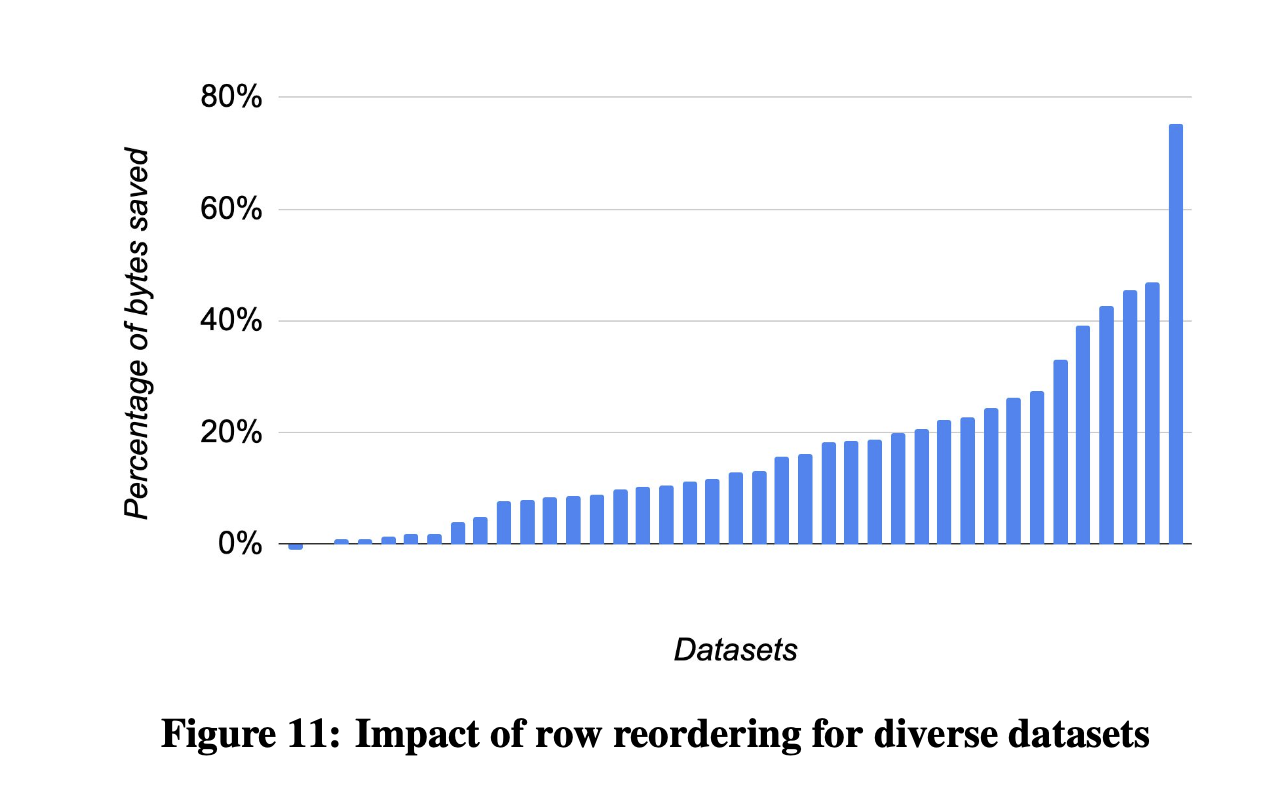 80%
60%
40%
20%
0%
Percentage of bytes saved
Datasets
Figure 11: Impact of row reordering for diverse datasets